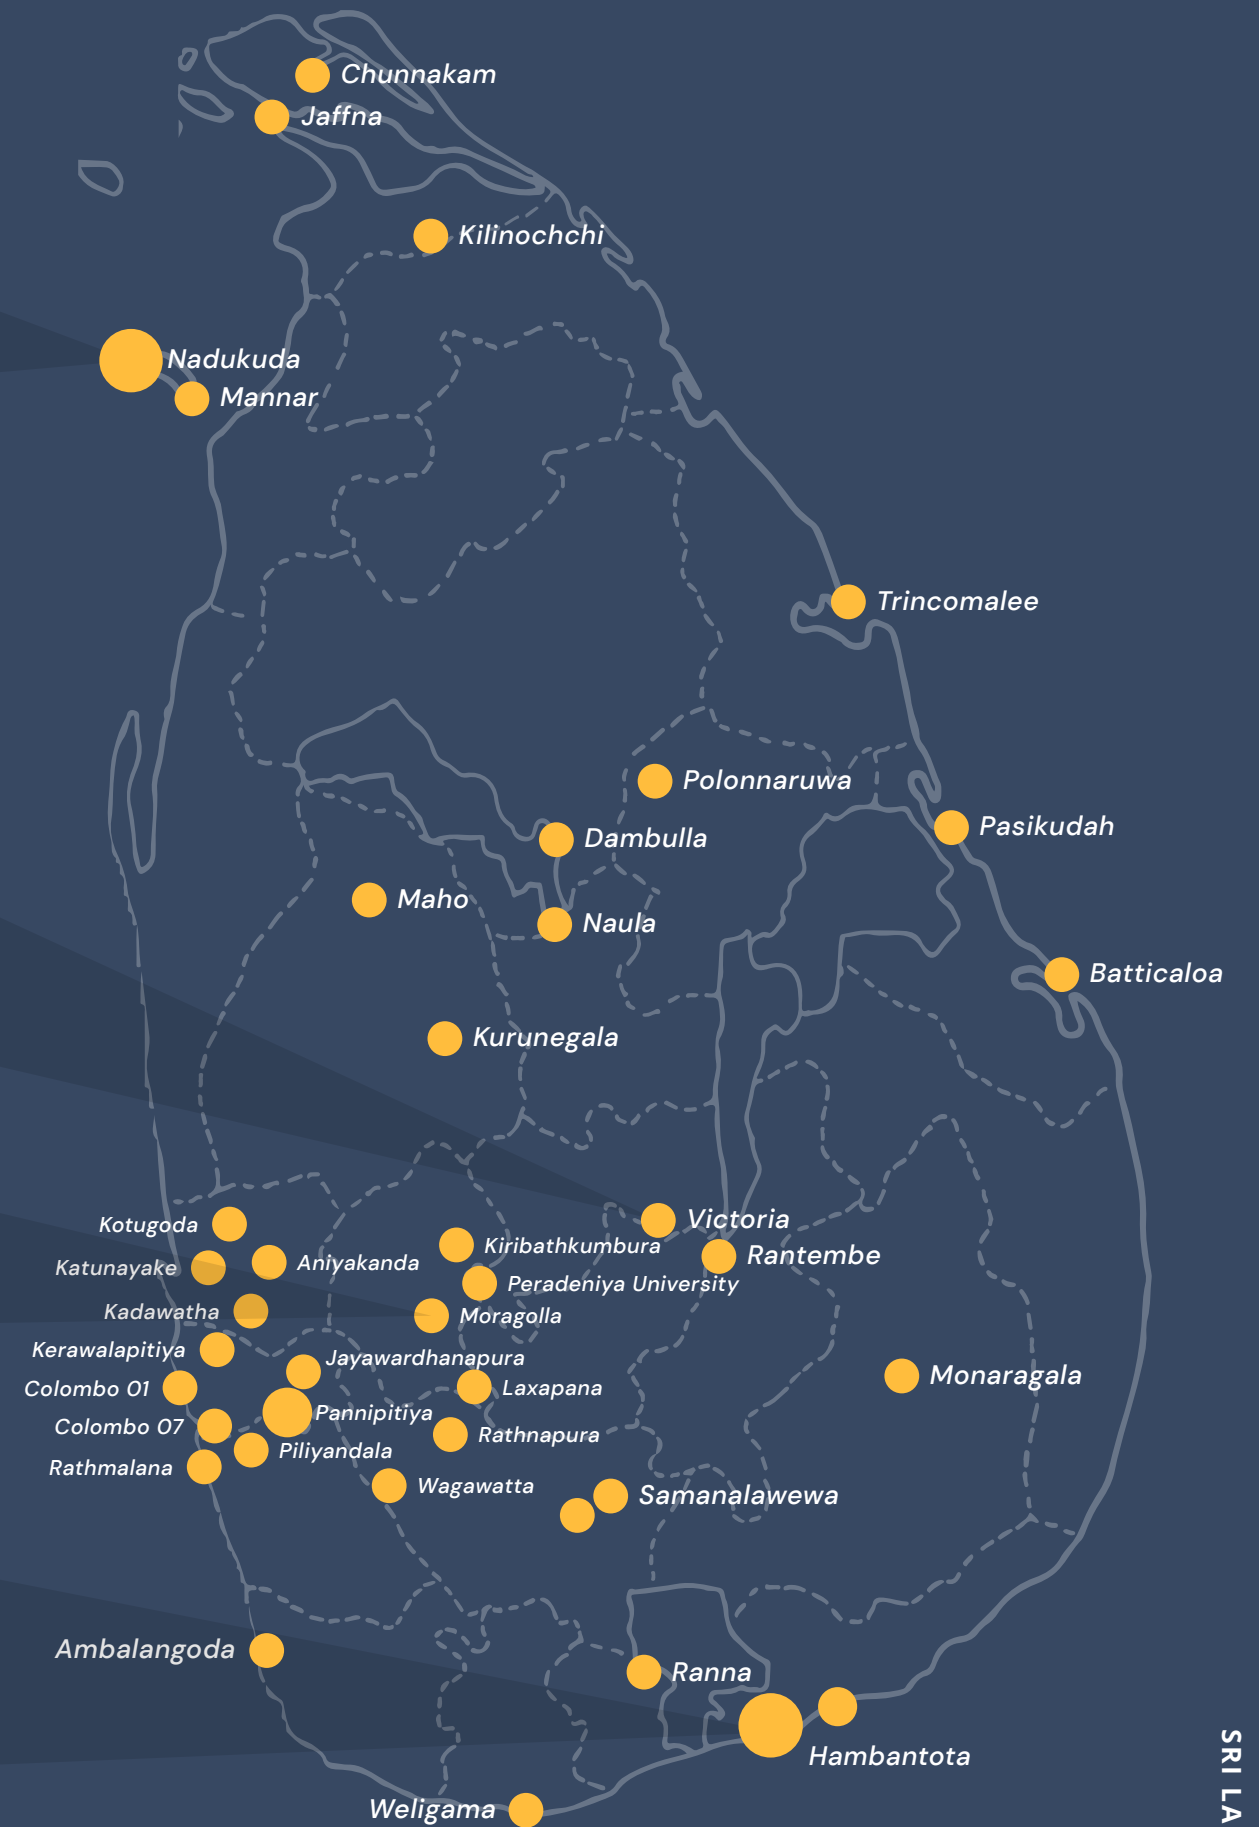 Chunnakam
Jaffna
Kilinochchi
Nadukuda
Mannar
Trincomalee
Polonnaruwa
Pasikudah
Dambulla
Maho
Naula
Batticaloa
Kurunegala
Victoria
Kotugoda
Kiribathkumbura
Rantembe
Aniyakanda
Katunayake
Peradeniya University
Kadawatha
Moragolla
Kerawalapitiya
Jayawardhanapura
Monaragala
Colombo 01
Laxapana
Pannipitiya
Colombo 07
Rathnapura
Piliyandala
Rathmalana
Wagawatta
Samanalawewa
Ambalangoda
Ranna
Hambantota
SRI LA
Weligama